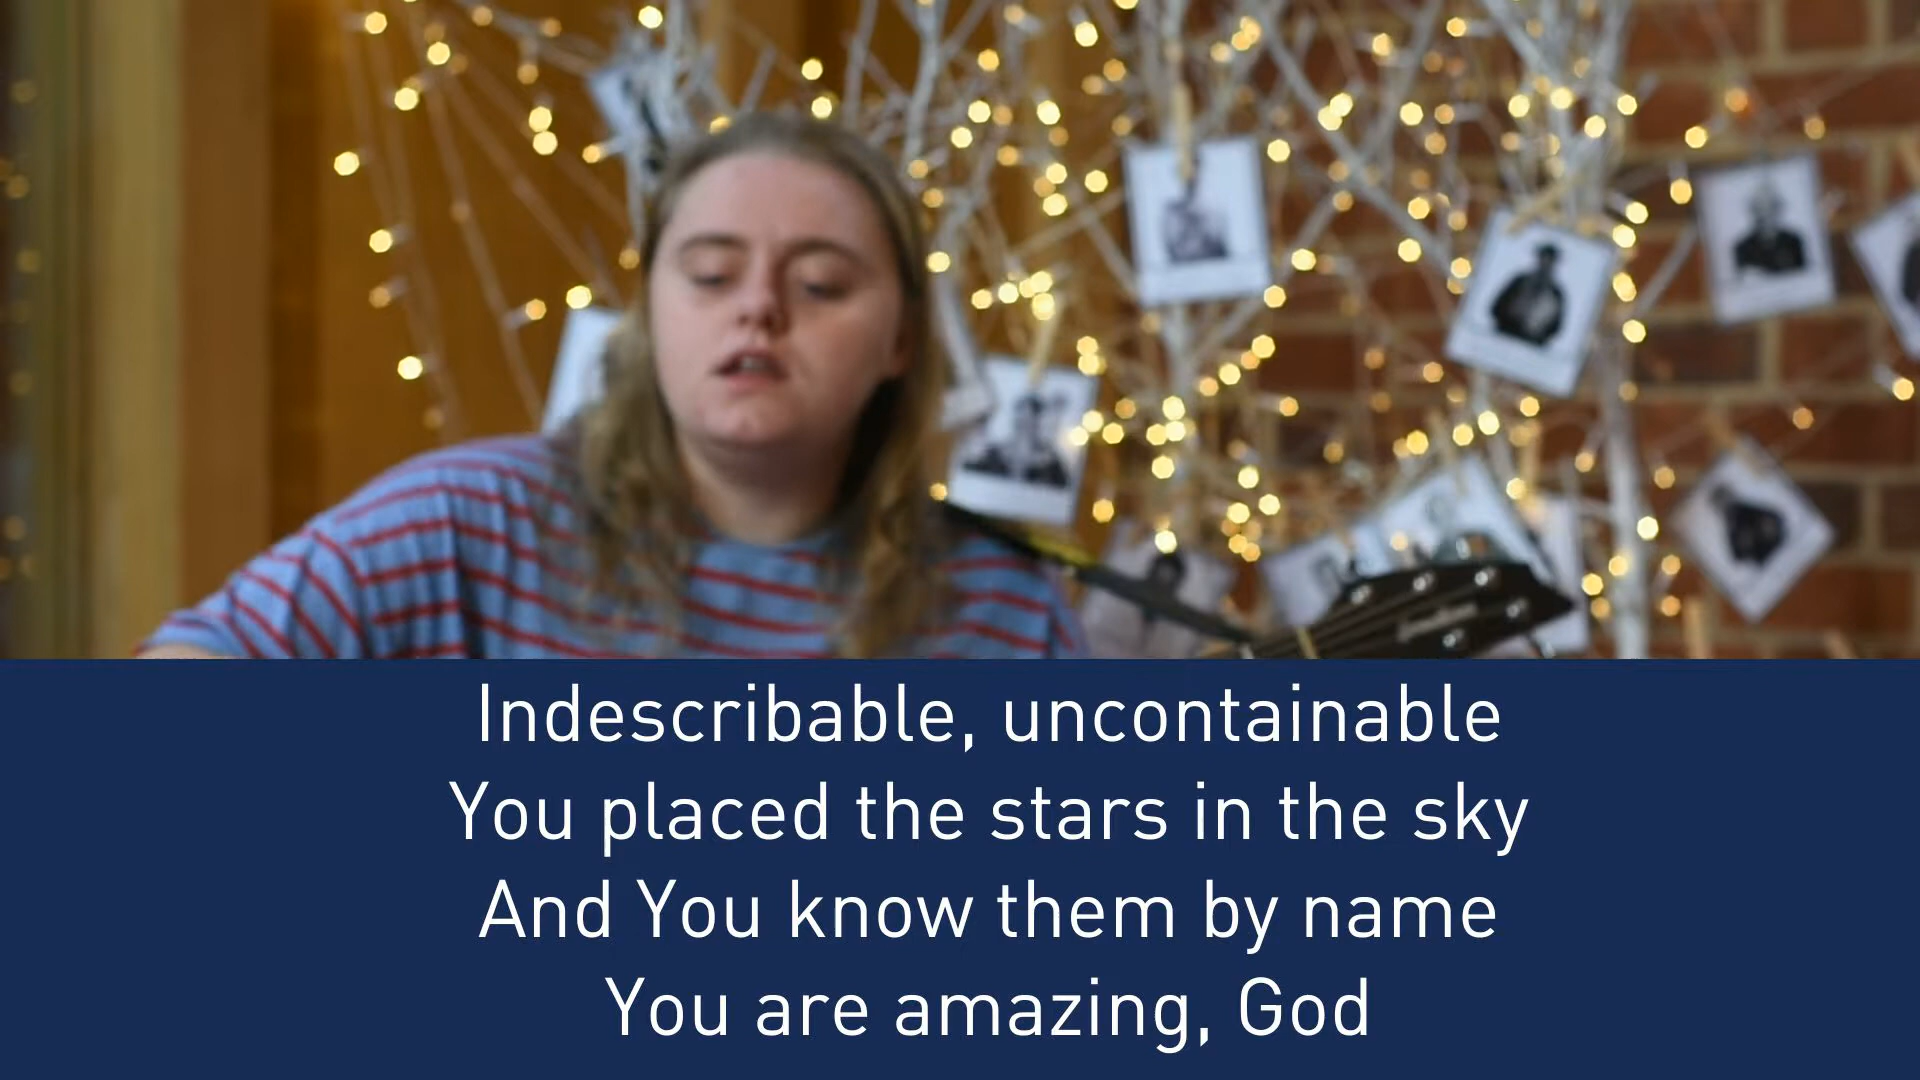 Indescribable, uncontainable
You placed the stars in the sky
And You know them by name
You are amazing, God